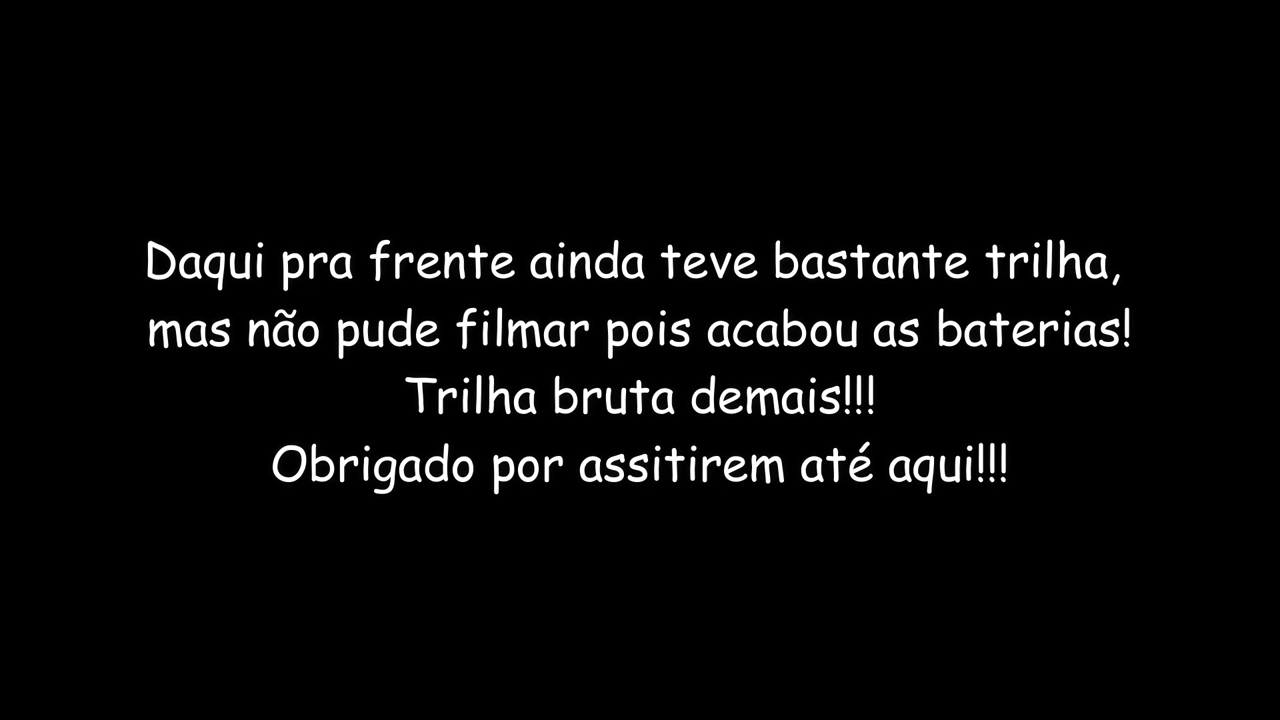 Daqui pra frente ainda teve bastante trilha,
mas não pude filmar pois acabou as baterias!
Trilha bruta demais!!!
Obrigado por assitirem até aqui!!!